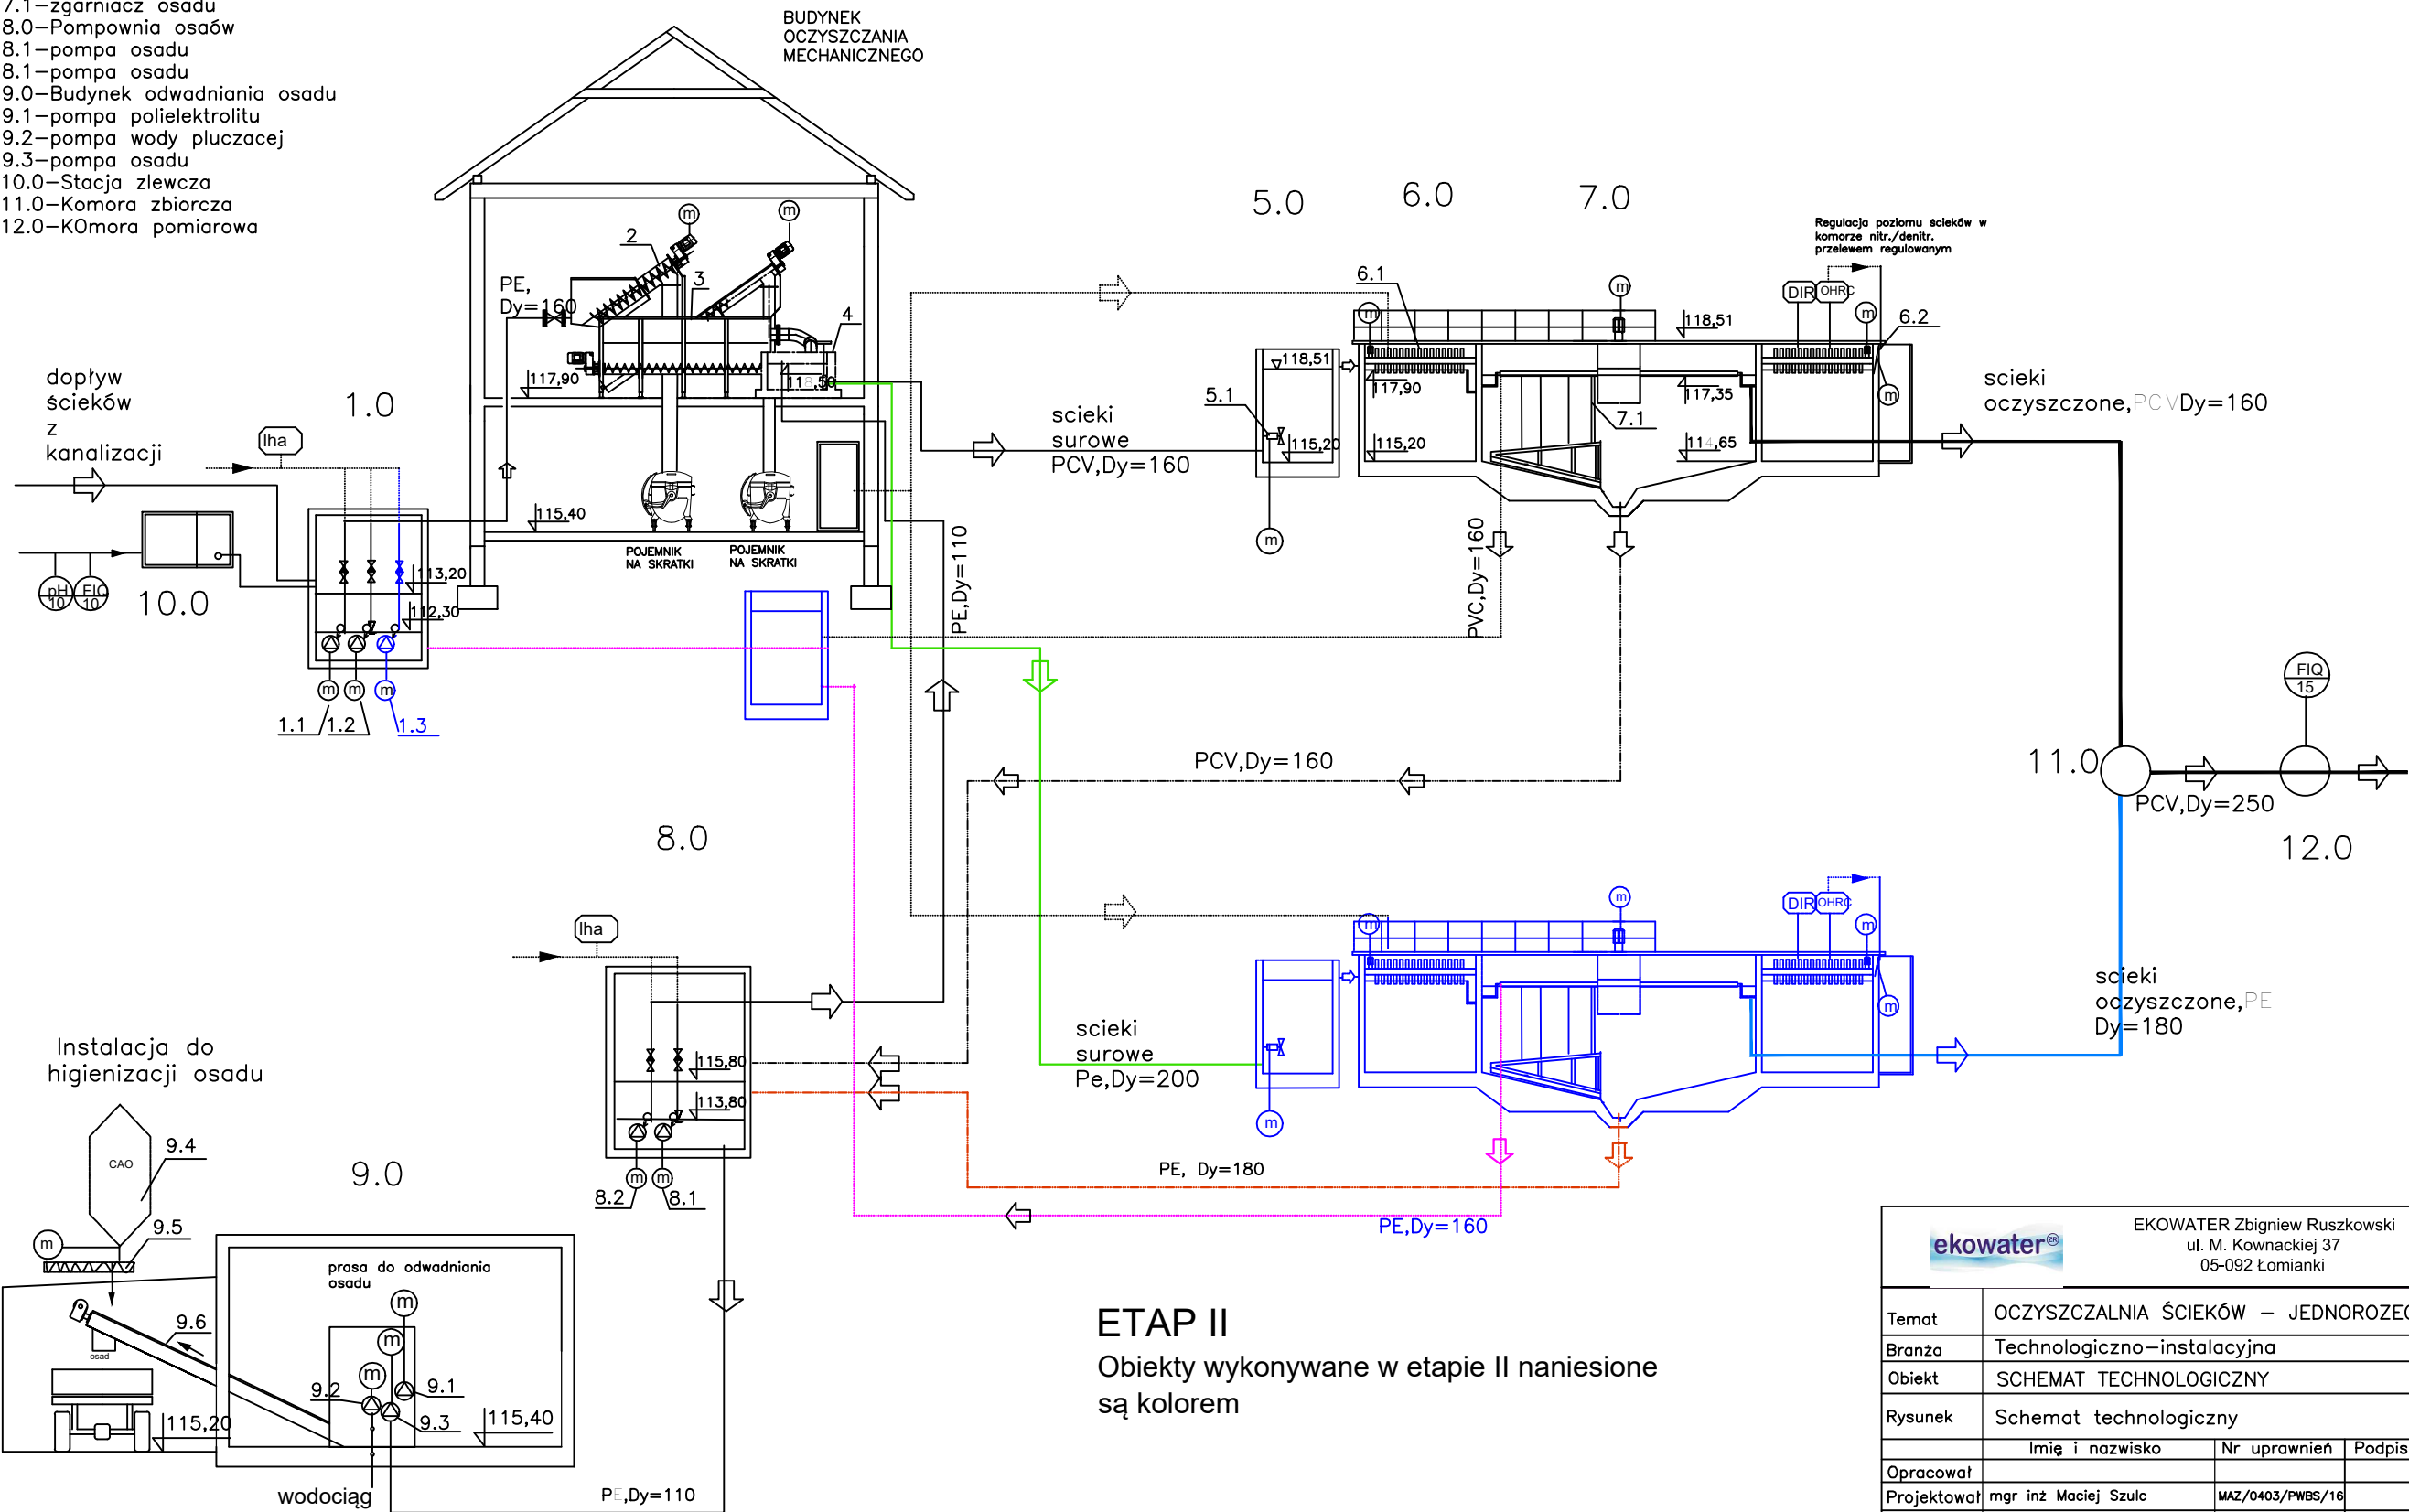 7.1-zgarniacz osadu
8.0-Pompownia osaów
8.1-pompa osadu
8.1-pompa osadu
9.0-Budynek odwadniania osadu
9.1-pompa polielektrolitu
9.2-pompa wody pluczacej
9.3-pompa osadu
10.0-Stacja zlewcza
11.0-Komora zbiorcza
12.0-KOmora pomiarowa
BUDYNEK
OCZYSZCZANIA
MECHANICZNEGO
m
m
2
3
4
PE,
Dy=160
117,90
118,50
115,40
POJEMNIK
NA SKRATKI
POJEMNIK
NA SKRATKI
dopływ
ścieków
z
kanalizacji
1.0
lha
pH
10
FIQ
10
10.0
113,20
112,30
m
m
m
1.1
1.2
1.3
PE,Dy=110
scieki
surowe
PCV,Dy=160
5.0
6.0
7.0
Regulacja poziomu ścieków w
komorze nitr./denitr.
przelewem regulowanym
6.1
m
m
DIR
OHRC
m
6.2
118,51
118,51
5.1
115,20
117,90
115,20
117,35
114,65
7.1
m
m
scieki
oczyszczone,PCVDy=160
PVC,Dy=160
PCV,Dy=160
FIQ
15
11.0
PCV,Dy=250
12.0
8.0
lha
115,80
113,80
m
m
8.2
8.1
scieki
surowe
Pe,Dy=200
m
m
DIR
OHRC
m
m
m
scieki
oczyszczone,PE
Dy=180
PE, Dy=180
PE,Dy=160
Instalacja do
higienizacji osadu
CAO
9.4
9.0
m
9.5
prasa do odwadniania
osadu
9.6
osad
m
m
m
9.2
9.1
9.3
115,20
115,40
wodociąg
PE,Dy=110
ETAP II
Obiekty wykonywane w etapie II naniesione
są kolorem
ekowater® ZR
EKOWATER Zbigniew Ruszkowski
ul. M. Kownackiej 37
05-092 Łomianki
Temat OCZYSZCZALNIA ŚCIEKÓW - JEDNOROZEC
Branża Technologiczno-instalacyjna
Obiekt SCHEMAT TECHNOLOGICZNY
Rysunek Schemat technologiczny
Imię i nazwisko Nr uprawnień Podpis
Opracował
Projektował mgr inż Maciej Szulc MAZ/0403/PWBS/16